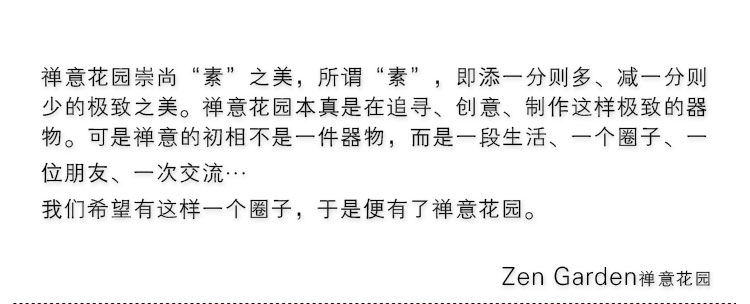 禅意花园崇尚“素”之美，所谓“素”，即添一分则多、减一分则
少的极致之美。禅意花园本真是在追寻、创意、制作这样极致的器
物。可是禅意的初相不是一件器物，而是一段生活、一个圈子、一
位朋友、一次交流…
我们希望有这样一个圈子，于是便有了禅意花园。
Zen Garden禅意花园